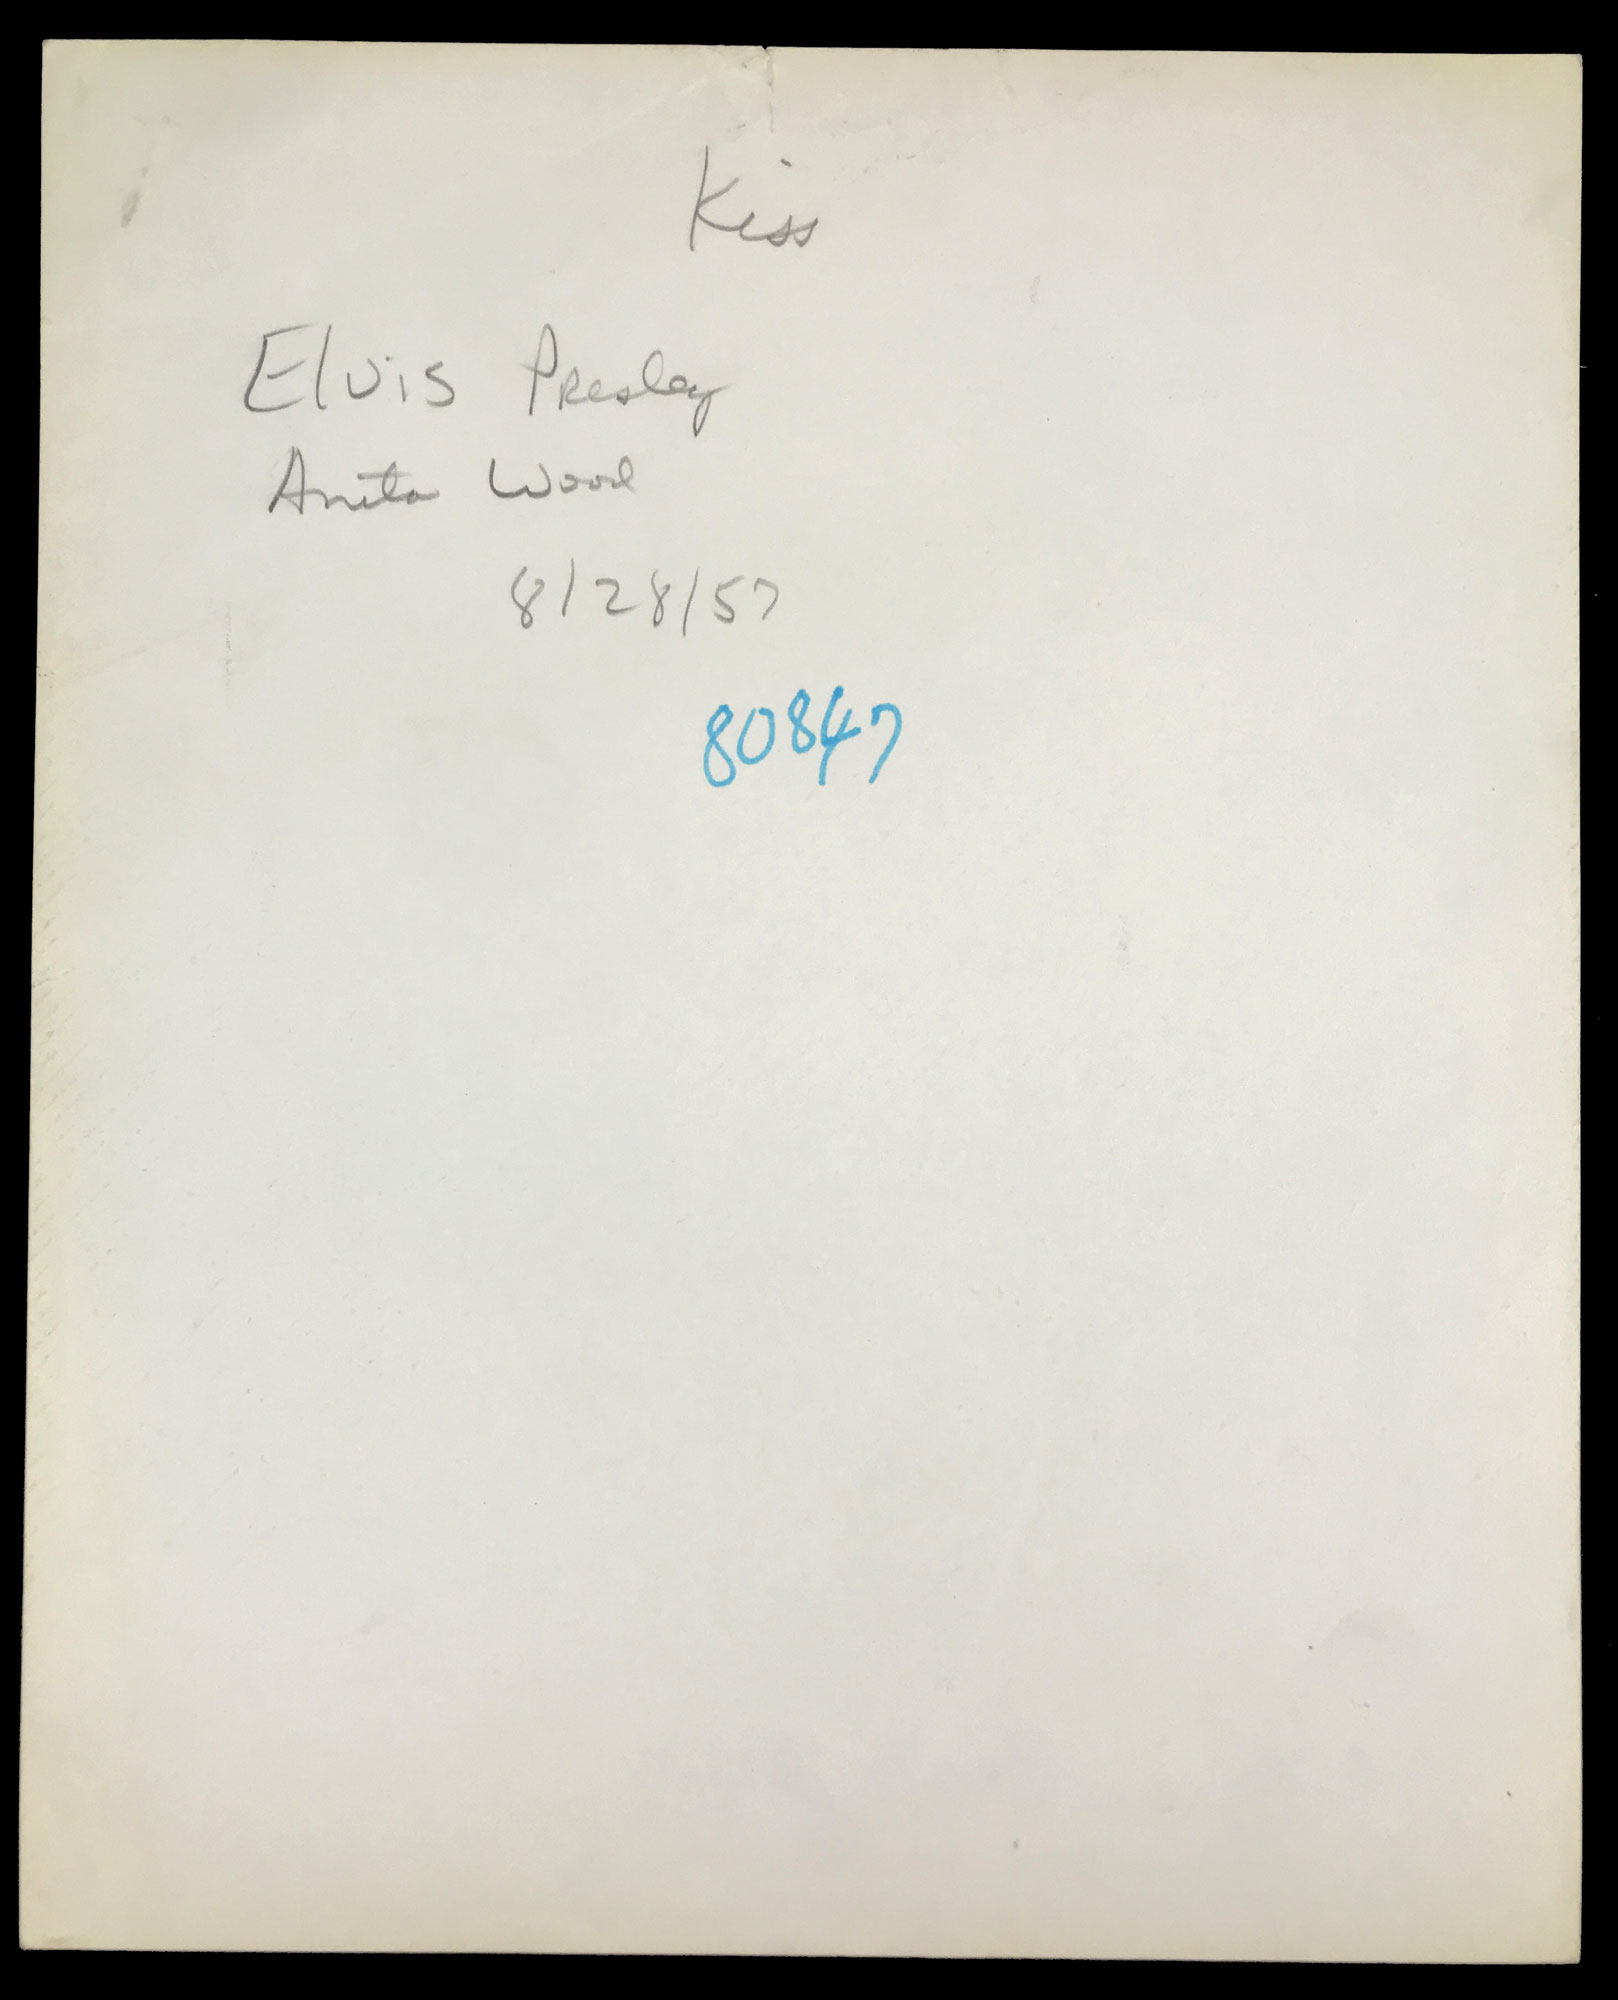 Kiss
Elvis Presley
Anita Wood
8/28/57
80847